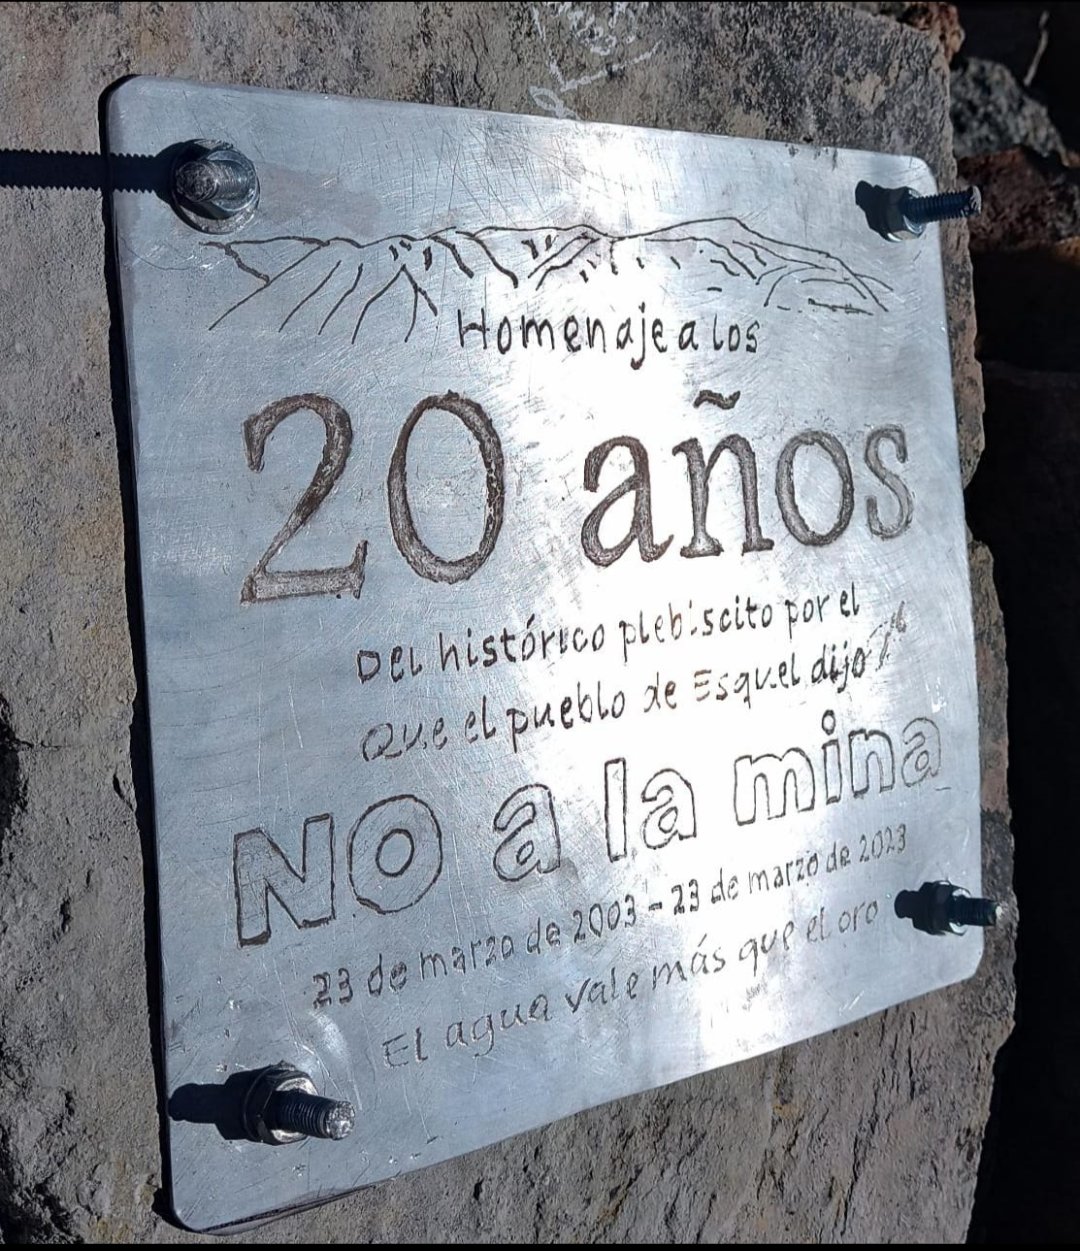 Homenaje a los
20 años
Del histórico plebiscito por el
Que el pueblo de Esquel dijo
NO a la mina
23 de marzo de 2003 - 23 de marzo de 2023
El agua vale más que el oro